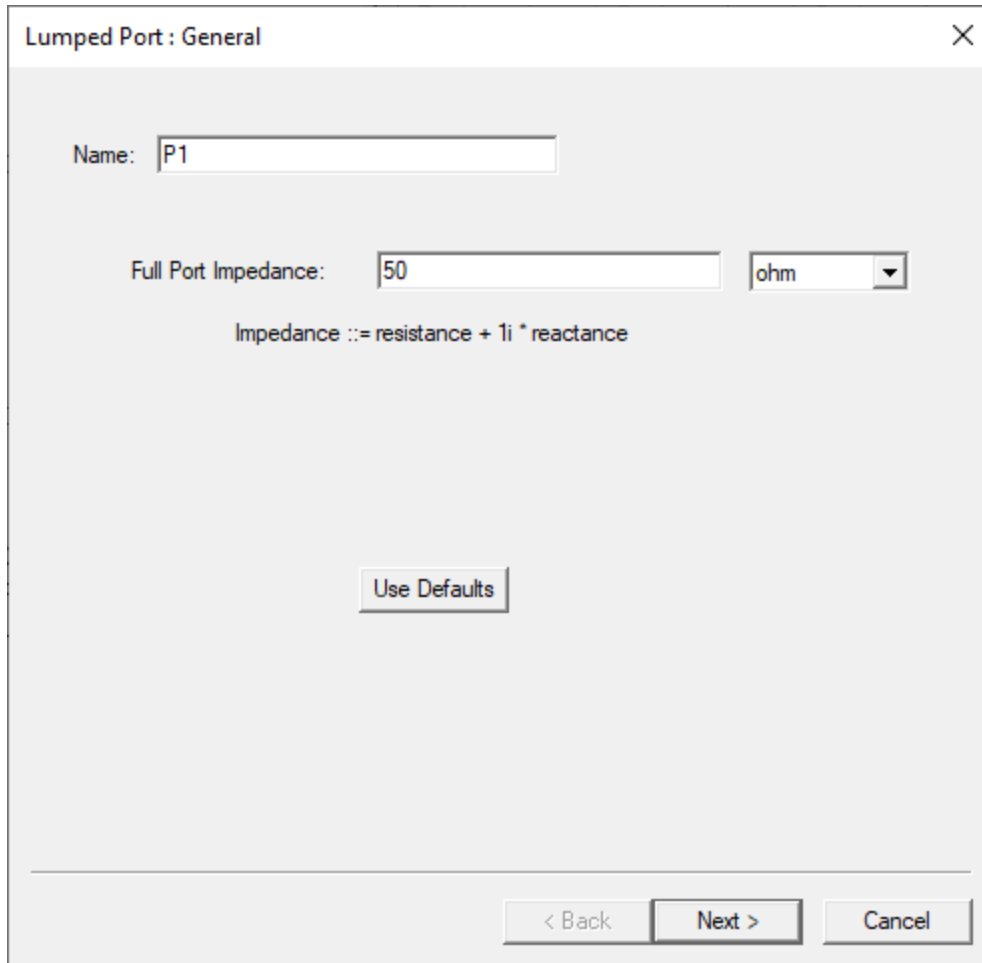 Lumped Port : General
Name: P1
Full Port Impedance: 50 ohm
Impedance ::= resistance + 1i * reactance
Use Defaults
< Back Next > Cancel